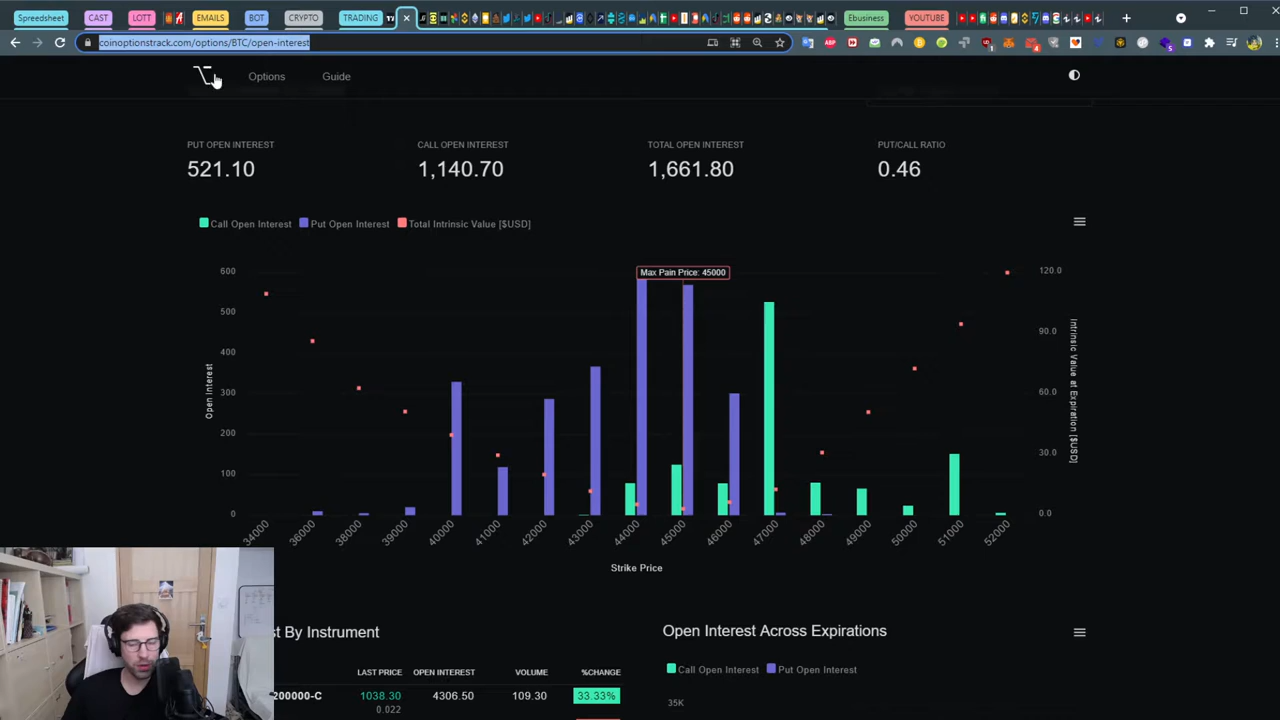 Spreedsheet CAST LOTT EMAILS BOT CRYPTO TRADING Ebusiness YOUTUBE
coinoptionstrack.com/options/BTC/open-interest
Options Guide
PUT OPEN INTEREST CALL OPEN INTEREST TOTAL OPEN INTEREST PUT/CALL RATIO
521.10 1,140.70 1,661.80 0.46
Call Open Interest Put Open Interest Total Intrinsic Value [$USD]
Max Pain Price: 45000
600 120.0
500
400 90.0
300 60.0
200
100 30.0
0 0.0
Open Interest
Intrinsic Value at Expiration [$USD]
34000 36000 38000 39000 40000 41000 42000 43000 44000 45000 46000 47000 48000 49000 50000 51000 52000
Strike Price
st By Instrument
LAST PRICE OPEN INTEREST VOLUME %CHANGE
200000-C 1038.30 4306.50 109.30 33.33%
0.022
Open Interest Across Expirations
Call Open Interest Put Open Interest
35K